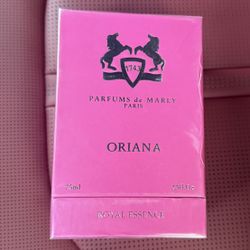 1743
PARFUMS de MARLY
PARIS
ORIANA
75ml
ROYAL ESSENCE